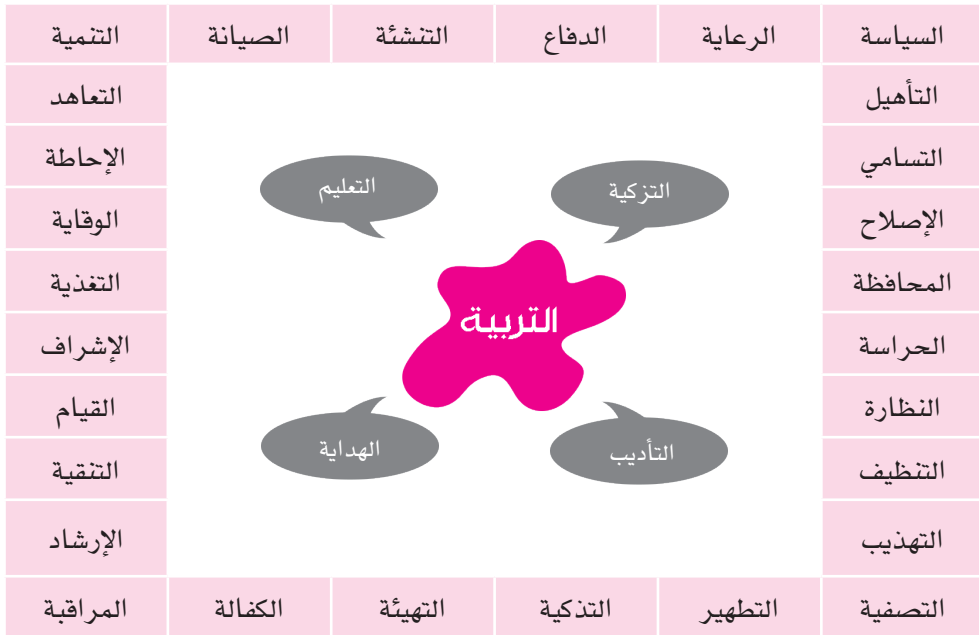 السياسة الرعاية الدفاع التنشئة الصيانة التنمية
التأهيل التعاهد
التسامي الإحاطة
التزكية التعليم
الإصلاح الوقاية
المحافظة التغذية
التربية
الحراسة الإشراف
النظارة القيام
التأديب الهداية
التنظيف التنقية
التهذيب الإرشاد
التصفية التطهير التذكية التهيئة الكفالة المراقبة